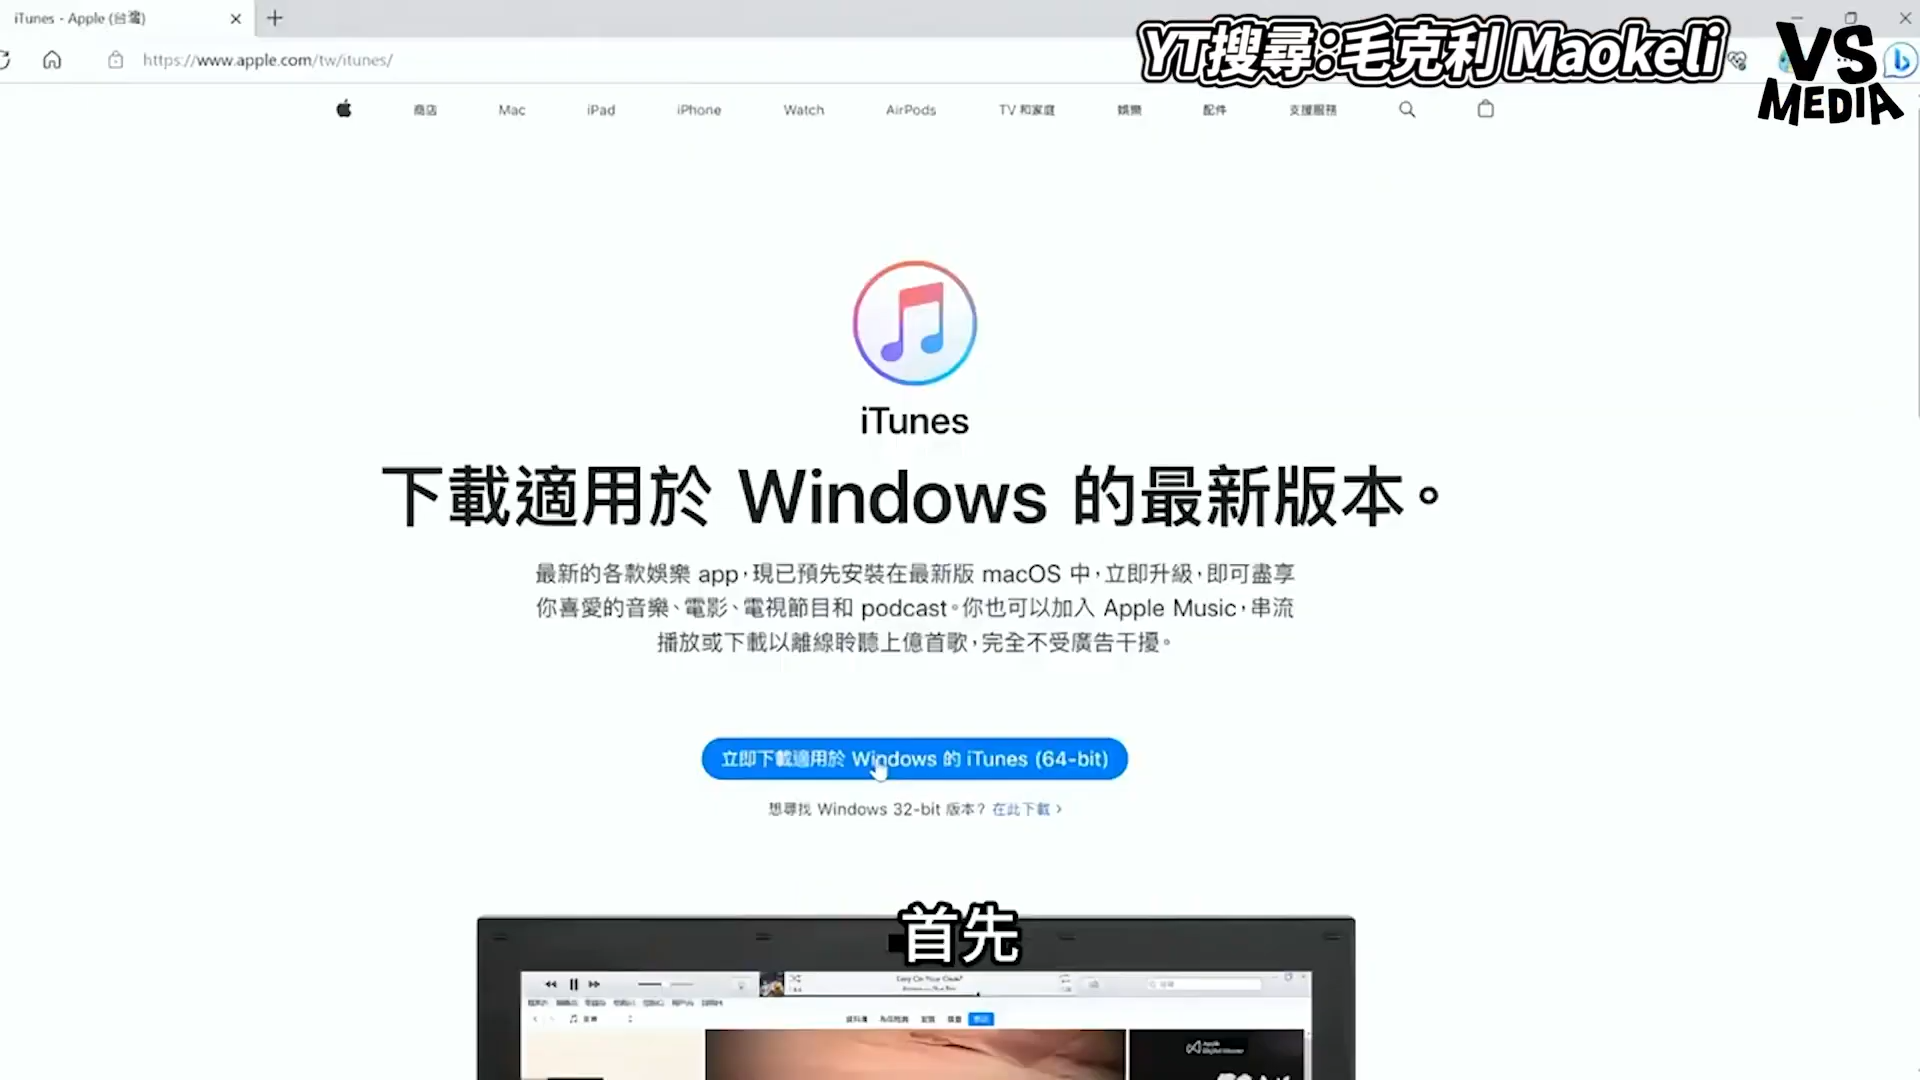 iTunes - Apple (台灣)
YT搜尋:毛克利 Maokeli
VS
MEDIA
https://www.apple.com/tw/itunes/
商店 Mac iPad iPhone Watch AirPods TV 和家庭 娛樂 配件 支援服務
iTunes
下載適用於 Windows 的最新版本。
最新的各款娛樂 app,現已預先安裝在最新版 macOS 中,立即升級,即可盡享
你喜愛的音樂、電影、電視節目和 podcast。你也可以加入 Apple Music,串流
播放或下載以離線聆聽上億首歌,完全不受廣告干擾。
立即下載適用於 Windows 的 iTunes (64-bit)
想尋找 Windows 32-bit 版本? 在此下載 ›
首先